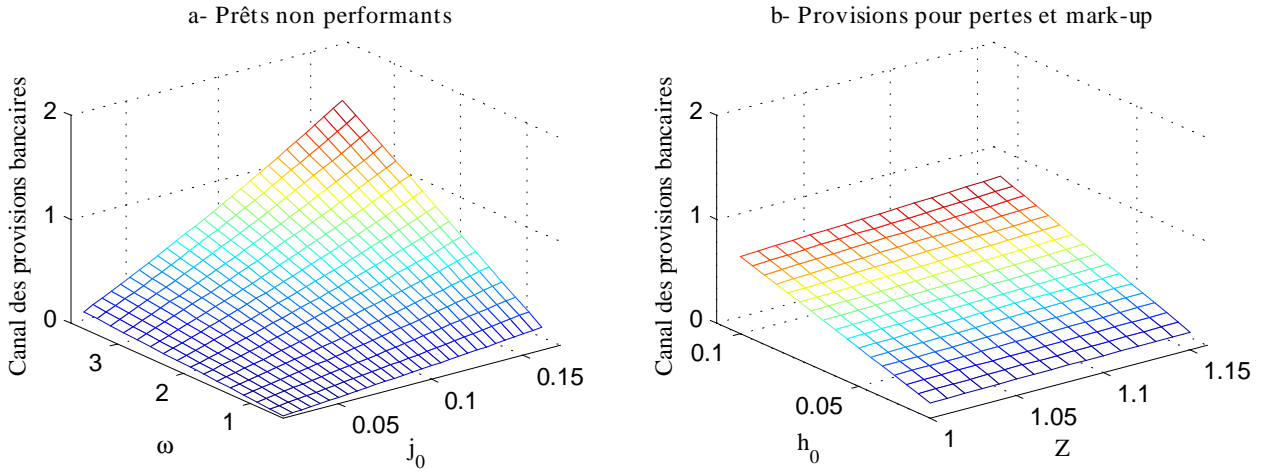 a- Prêts non performants
Canal des provisions bancaires
2
1
0
3
2
1
ω
0.05
0.1
0.15
j0
b- Provisions pour pertes et mark-up
Canal des provisions bancaires
2
1
0
0.1
0.05
h0
1
1.05
1.1
1.15
Z